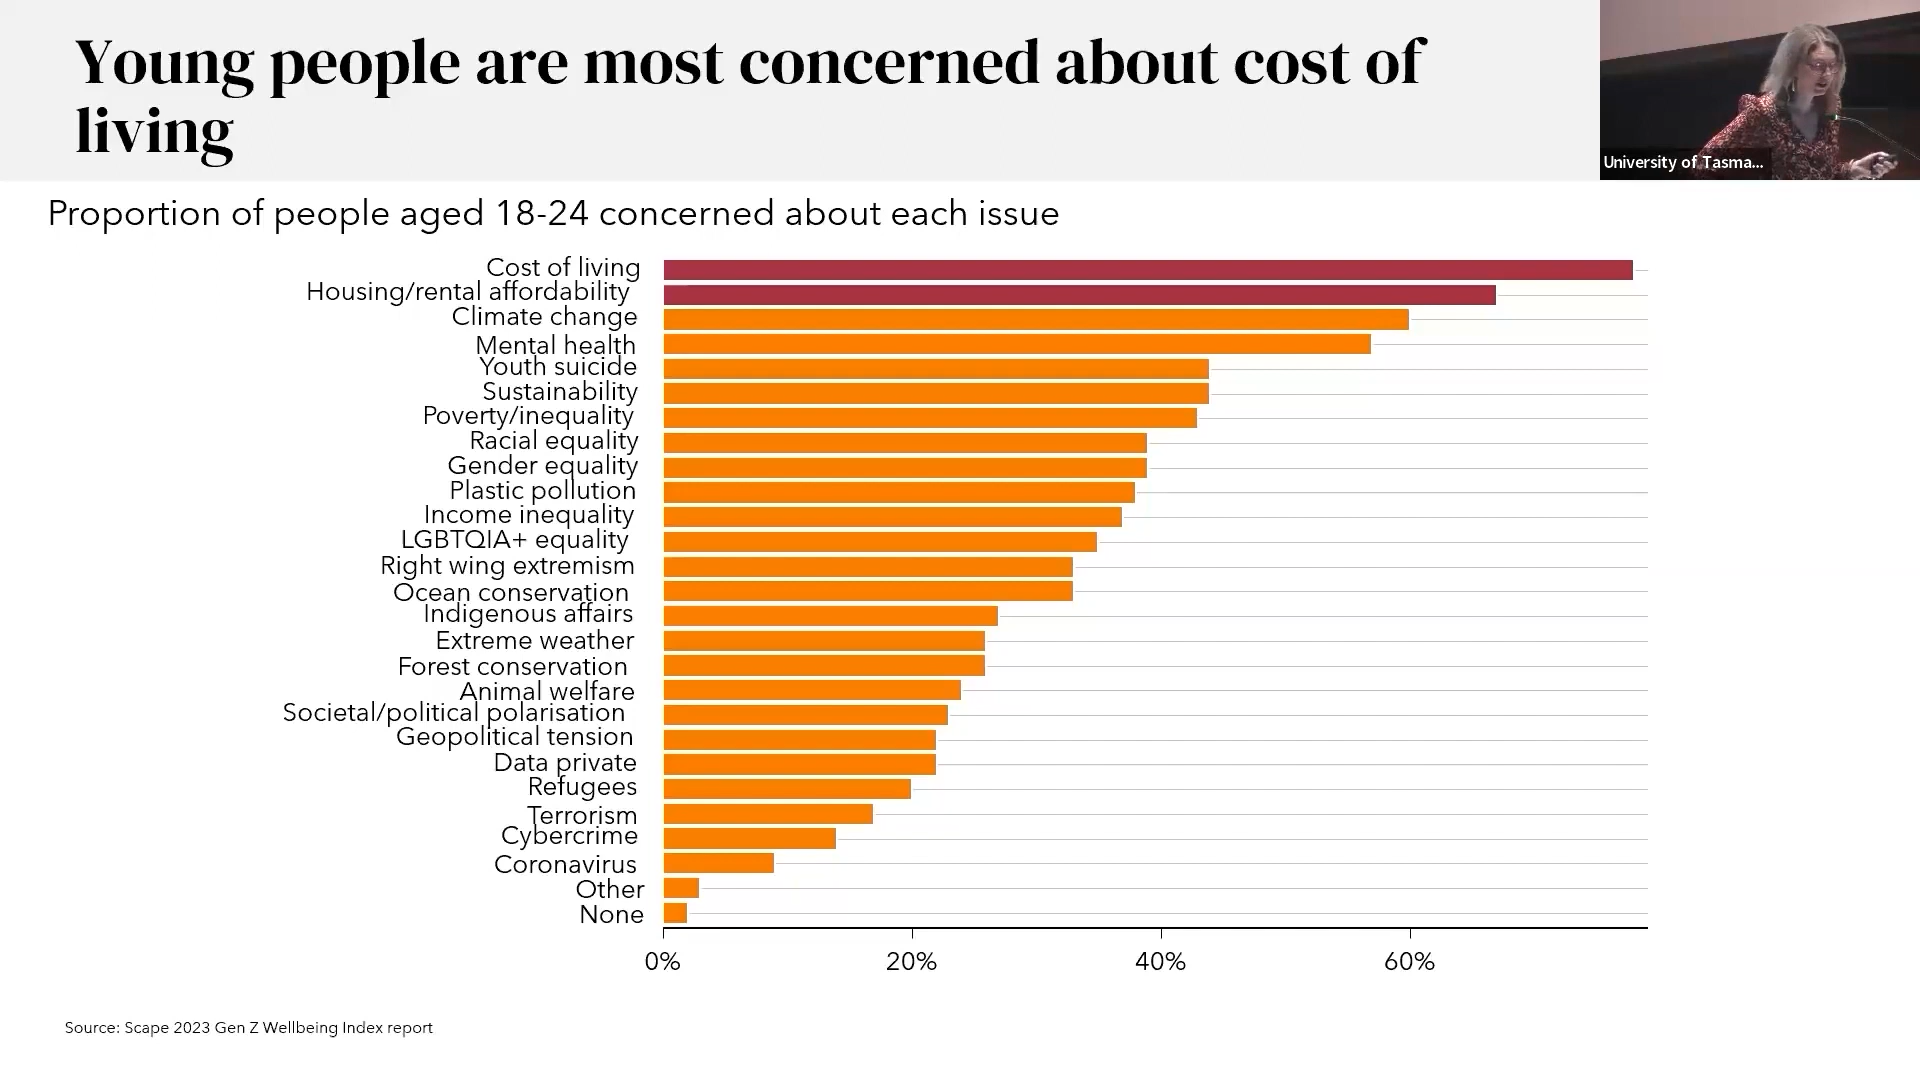 Young people are most concerned about cost of
living
University of Tasma...
Proportion of people aged 18-24 concerned about each issue
Cost of living
Housing/rental affordability
Climate change
Mental health
Youth suicide
Sustainability
Poverty/inequality
Racial equality
Gender equality
Plastic pollution
Income inequality
LGBTQIA+ equality
Right wing extremism
Ocean conservation
Indigenous affairs
Extreme weather
Forest conservation
Animal welfare
Societal/political polarisation
Geopolitical tension
Data private
Refugees
Terrorism
Cybercrime
Coronavirus
Other
None
0% 20% 40% 60%
Source: Scape 2023 Gen Z Wellbeing Index report